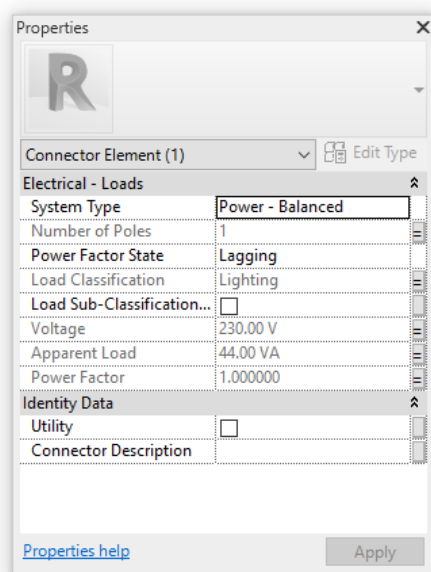 Properties
R
Connector Element (1) Edit Type
Electrical - Loads
System Type Power - Balanced
Number of Poles 1 =
Power Factor State Lagging
Load Classification Lighting =
Load Sub-Classification...
Voltage 230.00 V =
Apparent Load 44.00 VA =
Power Factor 1.000000 =
Identity Data
Utility
Connector Description
Properties help Apply